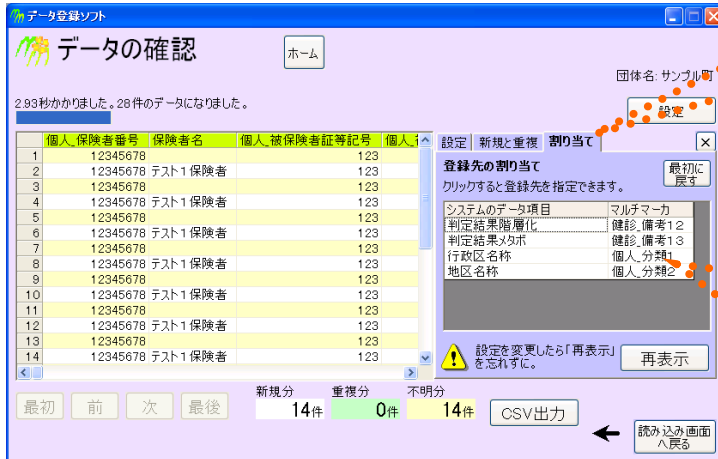 データ登録ソフト
データの確認
ホーム
団体名: サンプル町
2.93秒かかりました。28件のデータになりました。
設定
個人_保険者番号 保険者名 個人_被保険者証等記号 個人_
1 12345678 123
2 12345678 テスト1保険者 123
3 12345678 123
4 12345678 テスト1保険者 123
5 12345678 123
6 12345678 テスト1保険者 123
7 12345678 123
8 12345678 テスト1保険者 123
9 12345678 123
10 12345678 テスト1保険者 123
11 12345678 123
12 12345678 テスト1保険者 123
13 12345678 123
14 12345678 テスト1保険者 123
設定 新規と重複 割り当て
登録先の割り当て
クリックすると登録先を指定できます。
最初に
戻す
システムのデータ項目 マルチマーカ
判定結果階層化 健診_備考12
判定結果メタボ 健診_備考13
行政区名称 個人_分類1
地区名称 個人_分類2
設定を変更したら「再表示」
を忘れずに。
再表示
最初 前 次 最後
新規分 重複分 不明分
14件 0件 14件
CSV出力
読み込み画面
へ戻る